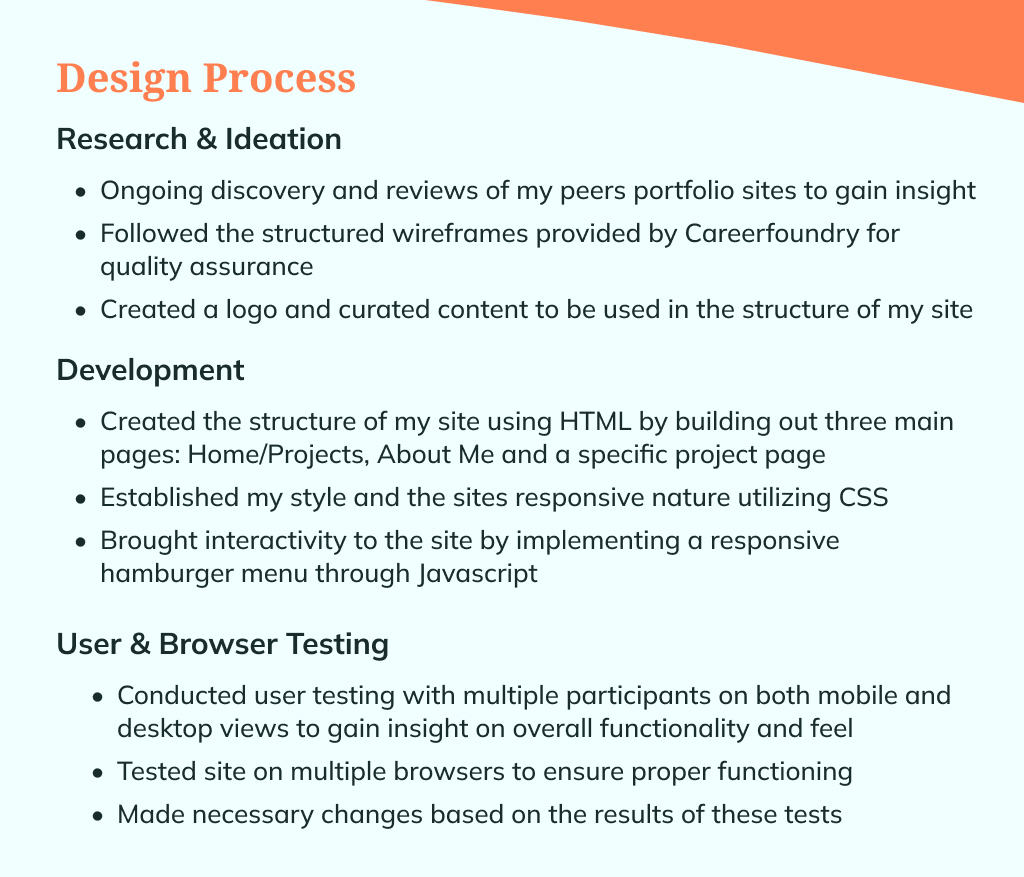 Design Process
Research & Ideation
• Ongoing discovery and reviews of my peers portfolio sites to gain insight
• Followed the structured wireframes provided by Careerfoundry for
quality assurance
• Created a logo and curated content to be used in the structure of my site
Development
• Created the structure of my site using HTML by building out three main
pages: Home/Projects, About Me and a specific project page
• Established my style and the sites responsive nature utilizing CSS
• Brought interactivity to the site by implementing a responsive
hamburger menu through Javascript
User & Browser Testing
• Conducted user testing with multiple participants on both mobile and
desktop views to gain insight on overall functionality and feel
• Tested site on multiple browsers to ensure proper functioning
• Made necessary changes based on the results of these tests